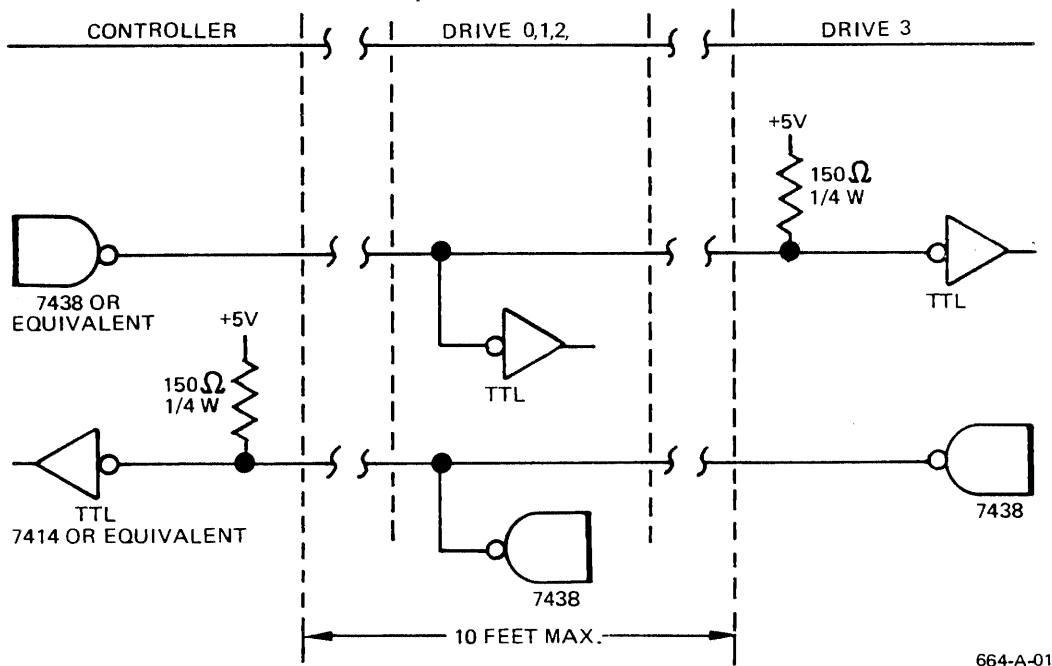 CONTROLLER
DRIVE 0,1,2,
DRIVE 3
+5V
150Ω
1/4 W
7438 OR
EQUIVALENT
TTL
+5V
150Ω
1/4 W
TTL
TTL
7414 OR EQUIVALENT
7438
7438
10 FEET MAX.
664-A-01